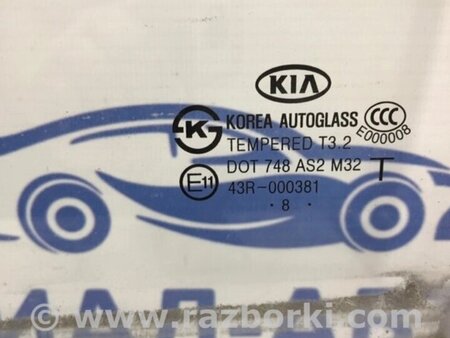 KIA
KOREA AUTOGLASS
CCC
E000008
TEMPERED T3.2
DOT 748 AS2 M32 T
E11 43R-000381
· 8 ·
www.razborki.com